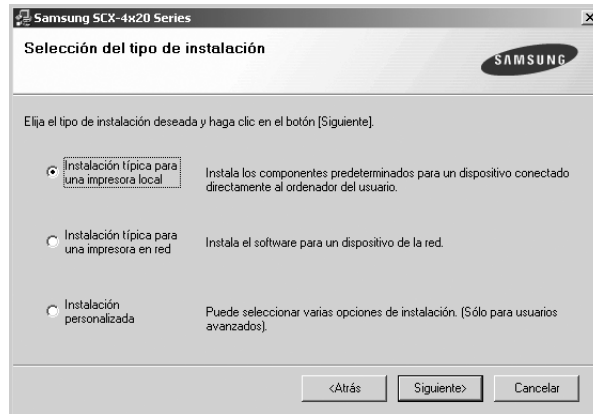 Samsung SCX-4x20 Series
Selección del tipo de instalación
SAMSUNG
Elija el tipo de instalación deseada y haga clic en el botón [Siguiente].
Instalación típica para
una impresora local
Instala los componentes predeterminados para un dispositivo conectado
directamente al ordenador del usuario.
Instalación típica para
una impresora en red
Instala el software para un dispositivo de la red.
Instalación
personalizada
Puede seleccionar varias opciones de instalación. (Sólo para usuarios
avanzados).
<Atrás
Siguiente>
Cancelar